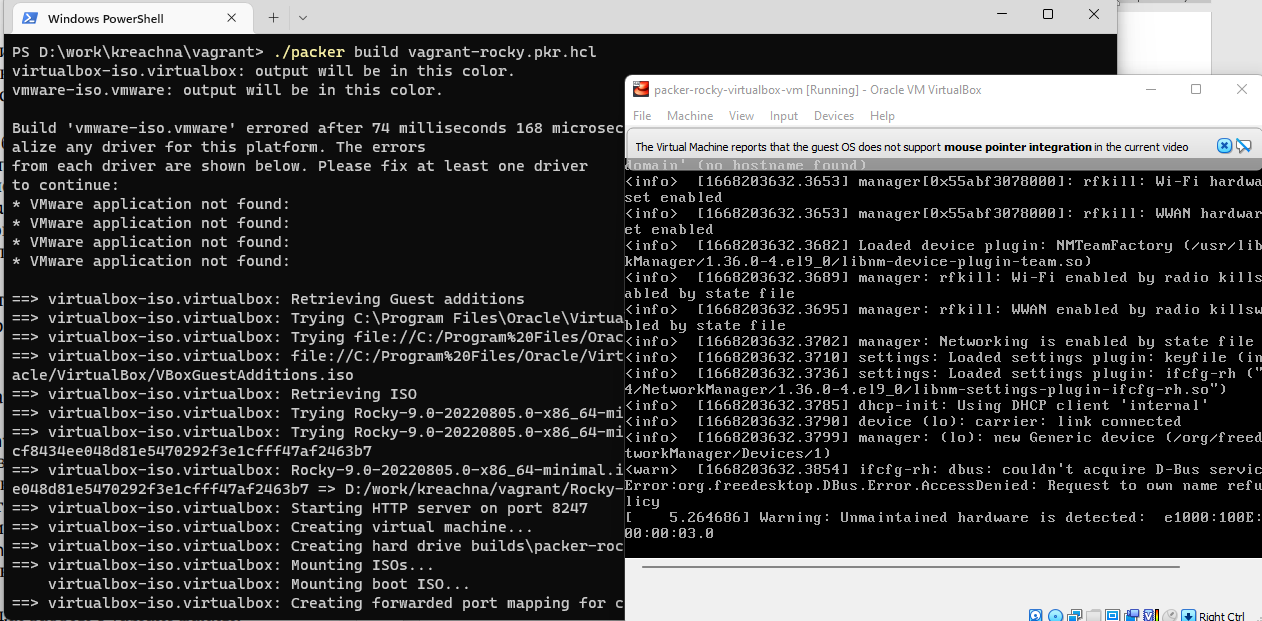 Windows PowerShell
PS D:\work\kreachna\vagrant> ./packer build vagrant-rocky.pkr.hcl
virtualbox-iso.virtualbox: output will be in this color.
vmware-iso.vmware: output will be in this color.
Build 'vmware-iso.vmware' errored after 74 milliseconds 168 microsec
alize any driver for this platform. The errors
from each driver are shown below. Please fix at least one driver
to continue:
* VMware application not found:
* VMware application not found:
* VMware application not found:
* VMware application not found:
==> virtualbox-iso.virtualbox: Retrieving Guest additions
==> virtualbox-iso.virtualbox: Trying C:\Program Files\Oracle\Virtua
==> virtualbox-iso.virtualbox: Trying file://C:/Program%20Files/Orac
==> virtualbox-iso.virtualbox: file://C:/Program%20Files/Oracle/Virt
acle/VirtualBox/VBoxGuestAdditions.iso
==> virtualbox-iso.virtualbox: Retrieving ISO
==> virtualbox-iso.virtualbox: Trying Rocky-9.0-20220805.0-x86_64-mi
==> virtualbox-iso.virtualbox: Trying Rocky-9.0-20220805.0-x86_64-mi
cf8434ee048d81e5470292f3e1cfff47af2463b7
==> virtualbox-iso.virtualbox: Rocky-9.0-20220805.0-x86_64-minimal.i
e048d81e5470292f3e1cfff47af2463b7 => D:/work/kreachna/vagrant/Rocky-
==> virtualbox-iso.virtualbox: Starting HTTP server on port 8247
==> virtualbox-iso.virtualbox: Creating virtual machine...
==> virtualbox-iso.virtualbox: Creating hard drive builds\packer-roc
==> virtualbox-iso.virtualbox: Mounting ISOs...
virtualbox-iso.virtualbox: Mounting boot ISO...
==> virtualbox-iso.virtualbox: Creating forwarded port mapping for c
packer-rocky-virtualbox-vm [Running] - Oracle VM VirtualBox
File Machine View Input Devices Help
The Virtual Machine reports that the guest OS does not support mouse pointer integration in the current video
domain' (no hostname found)
<info> [1668203632.3653] manager[0x55abf3078000]: rfkill: Wi-Fi hardwa
set enabled
<info> [1668203632.3653] manager[0x55abf3078000]: rfkill: WWAN hardwar
et enabled
<info> [1668203632.3682] Loaded device plugin: NMTeamFactory (/usr/lib
kManager/1.36.0-4.el9_0/libnm-device-plugin-team.so)
<info> [1668203632.3689] manager: rfkill: Wi-Fi enabled by radio kills
abled by state file
<info> [1668203632.3695] manager: rfkill: WWAN enabled by radio killsw
bled by state file
<info> [1668203632.3702] manager: Networking is enabled by state file
<info> [1668203632.3710] settings: Loaded settings plugin: keyfile (in
<info> [1668203632.3736] settings: Loaded settings plugin: ifcfg-rh ("
4/NetworkManager/1.36.0-4.el9_0/libnm-settings-plugin-ifcfg-rh.so")
<info> [1668203632.3785] dhcp-init: Using DHCP client 'internal'
<info> [1668203632.3790] device (lo): carrier: link connected
<info> [1668203632.3799] manager: (lo): new Generic device (/org/freed
tworkManager/Devices/1)
<warn> [1668203632.3854] ifcfg-rh: dbus: couldn't acquire D-Bus servic
Error:org.freedesktop.DBus.Error.AccessDenied: Request to own name refu
licy
[ 5.264686] Warning: Unmaintained hardware is detected: e1000:100E:
00:00:03.0
Right Ctrl